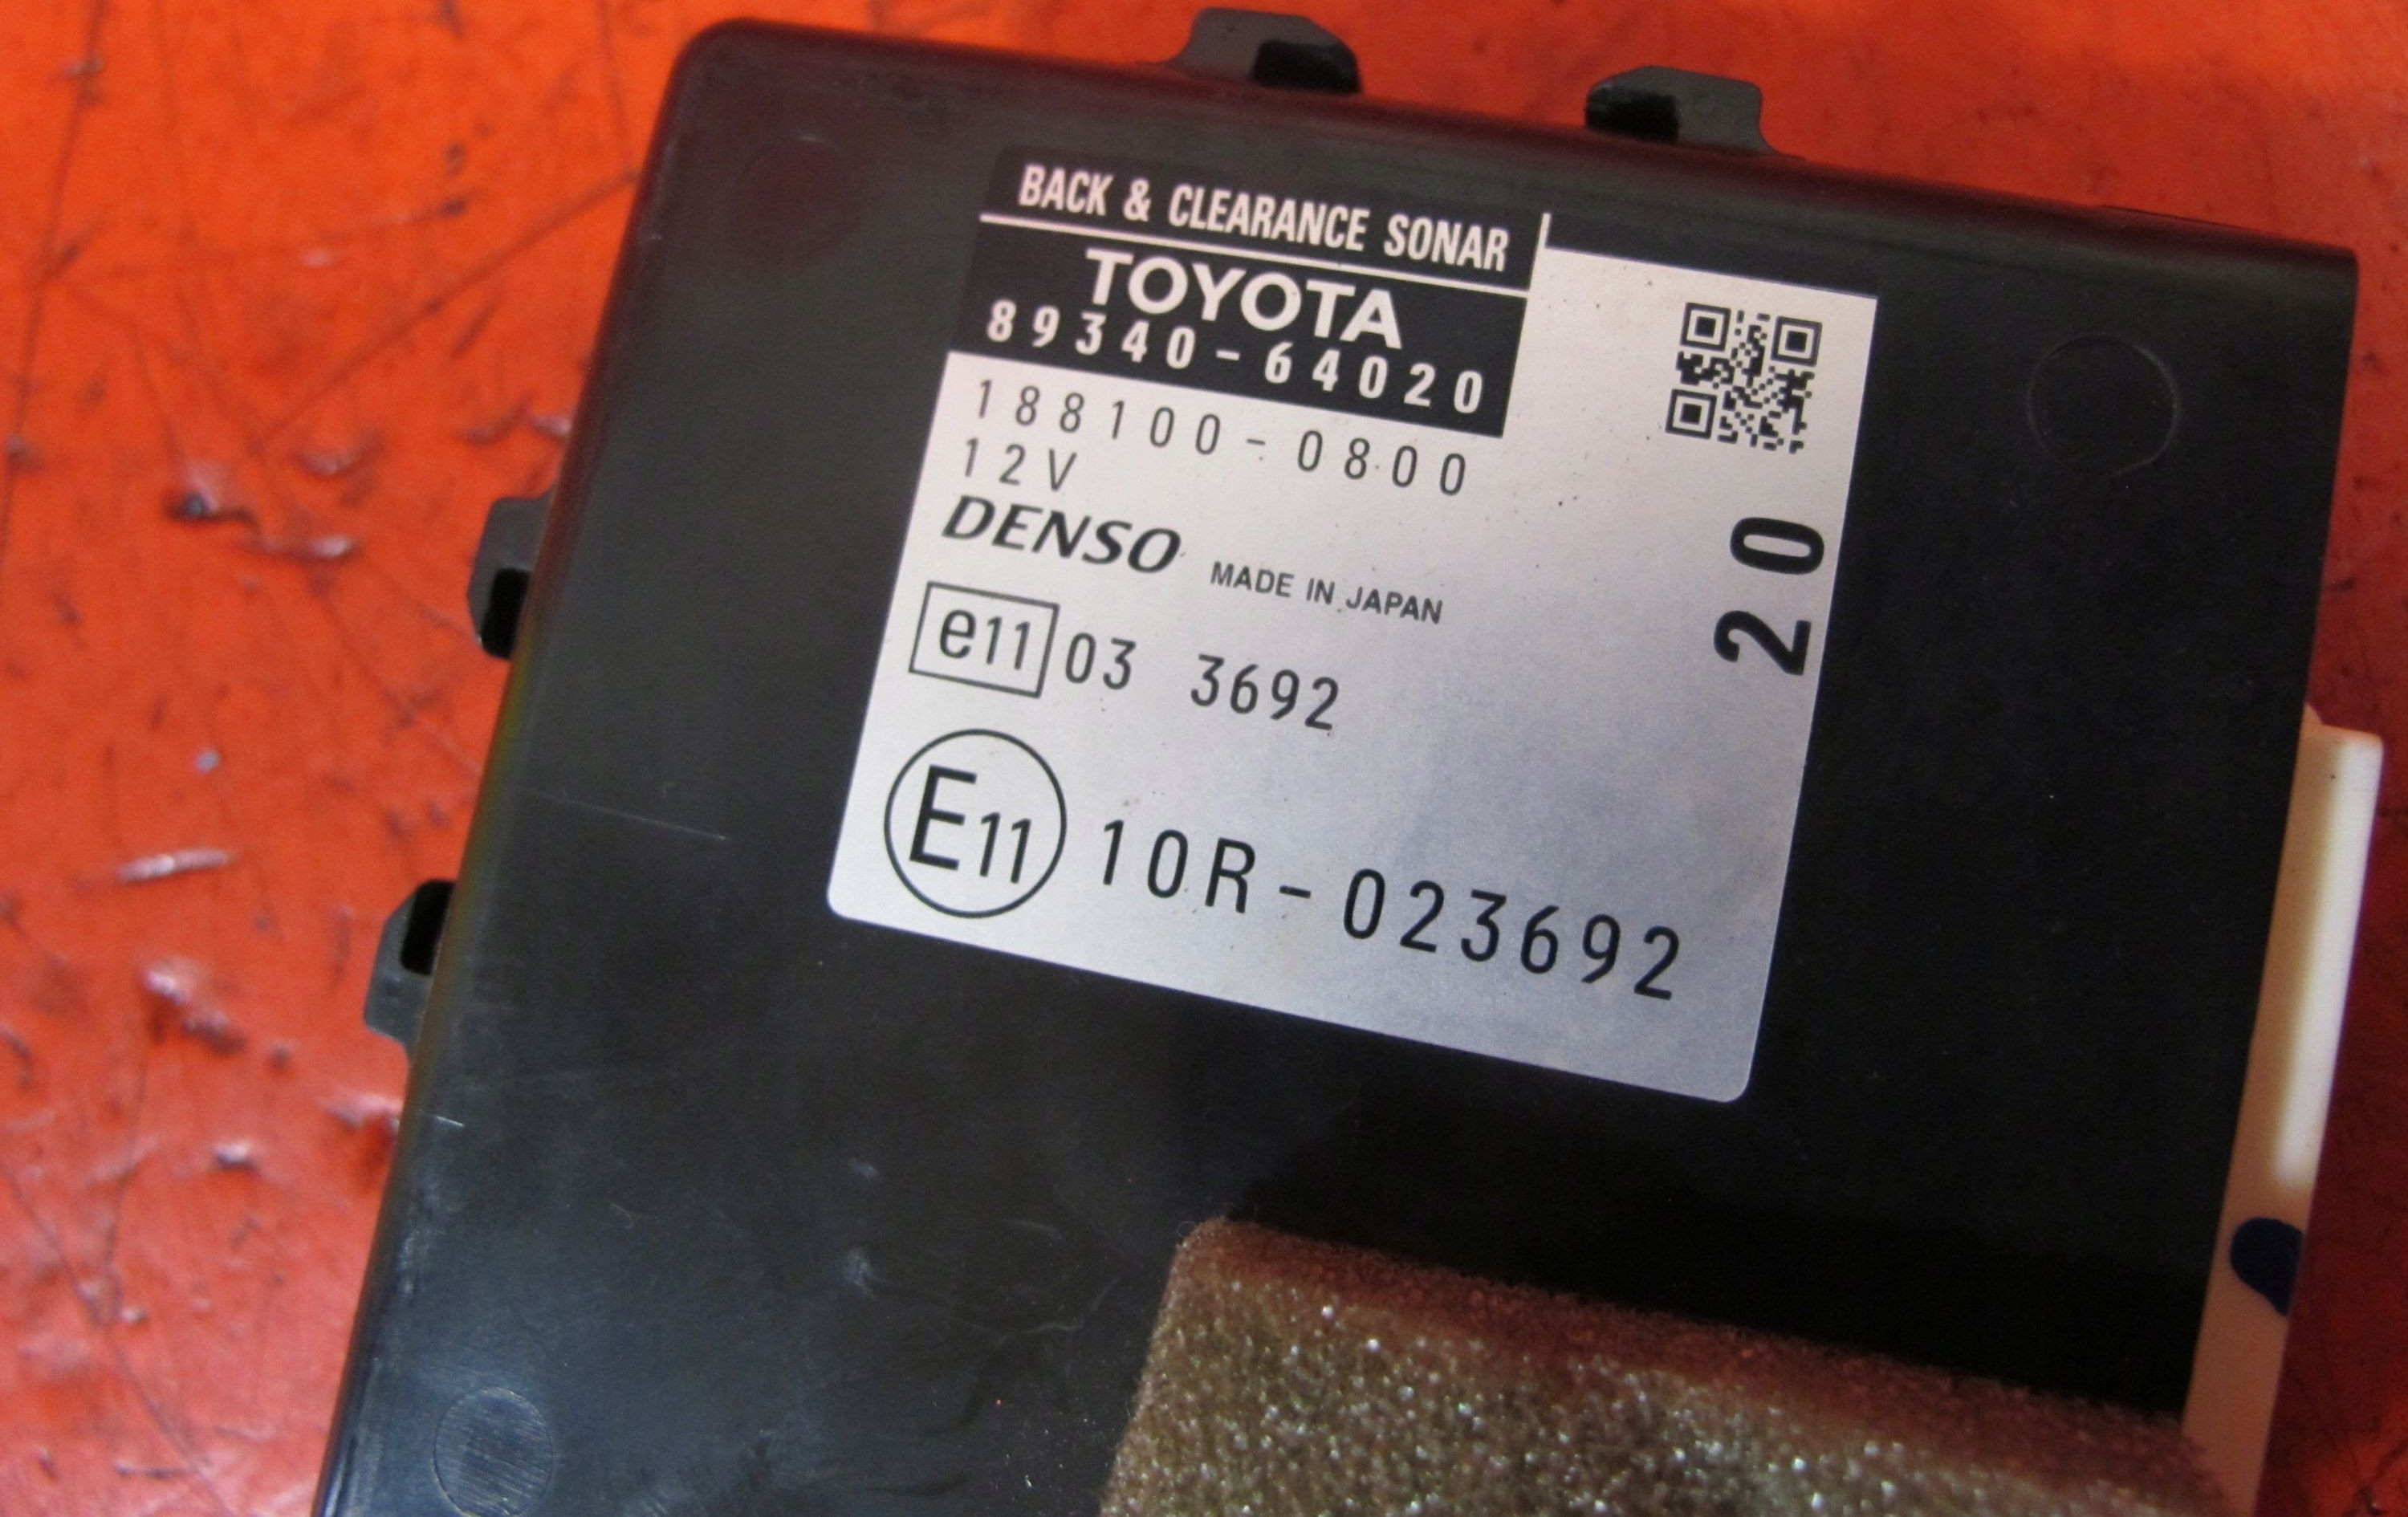 BACK & CLEARANCE SONAR
TOYOTA
89340-64020
188100-0800
12V
DENSO MADE IN JAPAN
e11 03 3692
E11 10R-023692
20